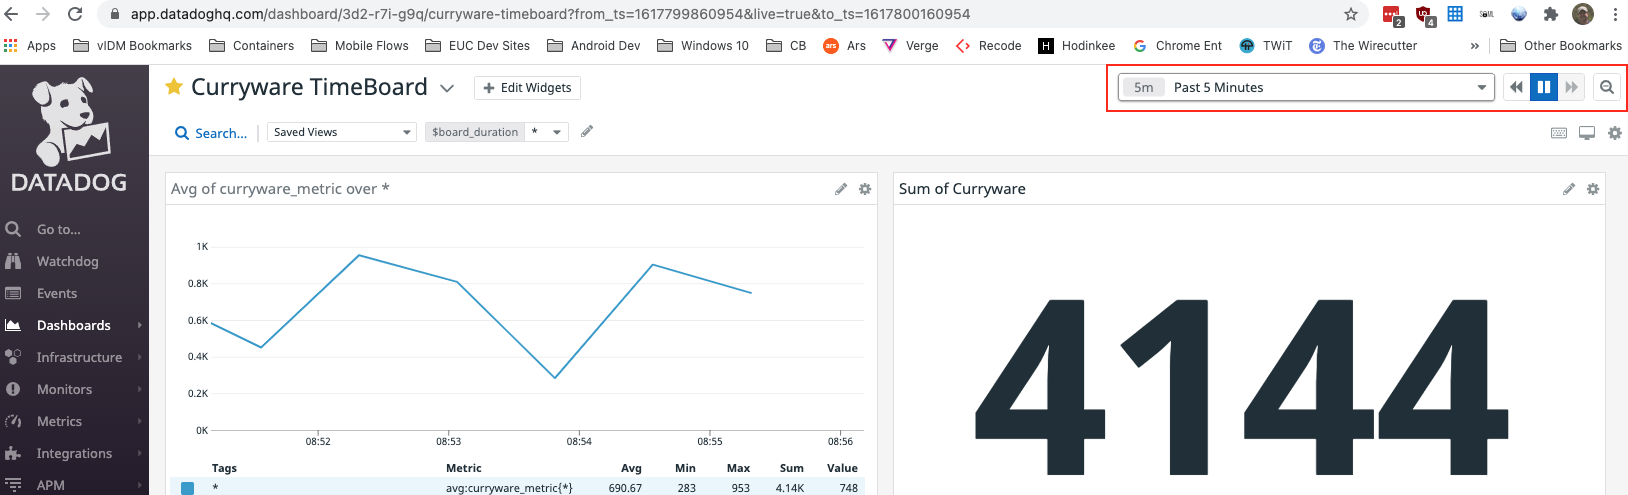 app.datadoghq.com/dashboard/3d2-r7i-g9q/curryware-timeboard?from_ts=1617799860954&live=true&to_ts=1617800160954
2 4 SAML
Apps vIDM Bookmarks Containers Mobile Flows EUC Dev Sites Android Dev Windows 10 CB ars Ars Verge Recode H Hodinkee G Chrome Ent TWiT The Wirecutter » Other Bookmarks
DATADOG
Go to...
Watchdog
Events
Dashboards
Infrastructure
Monitors
Metrics
Integrations
APM
Curryware TimeBoard
+ Edit Widgets
5m Past 5 Minutes
Search...
Saved Views
$board_duration *
Avg of curryware_metric over *
1K
0.8K
0.6K
0.4K
0.2K
0K
08:52 08:53 08:54 08:55 08:56
Tags Metric Avg Min Max Sum Value
* avg:curryware_metric{*} 690.67 283 953 4.14K 748
Sum of Curryware
4144